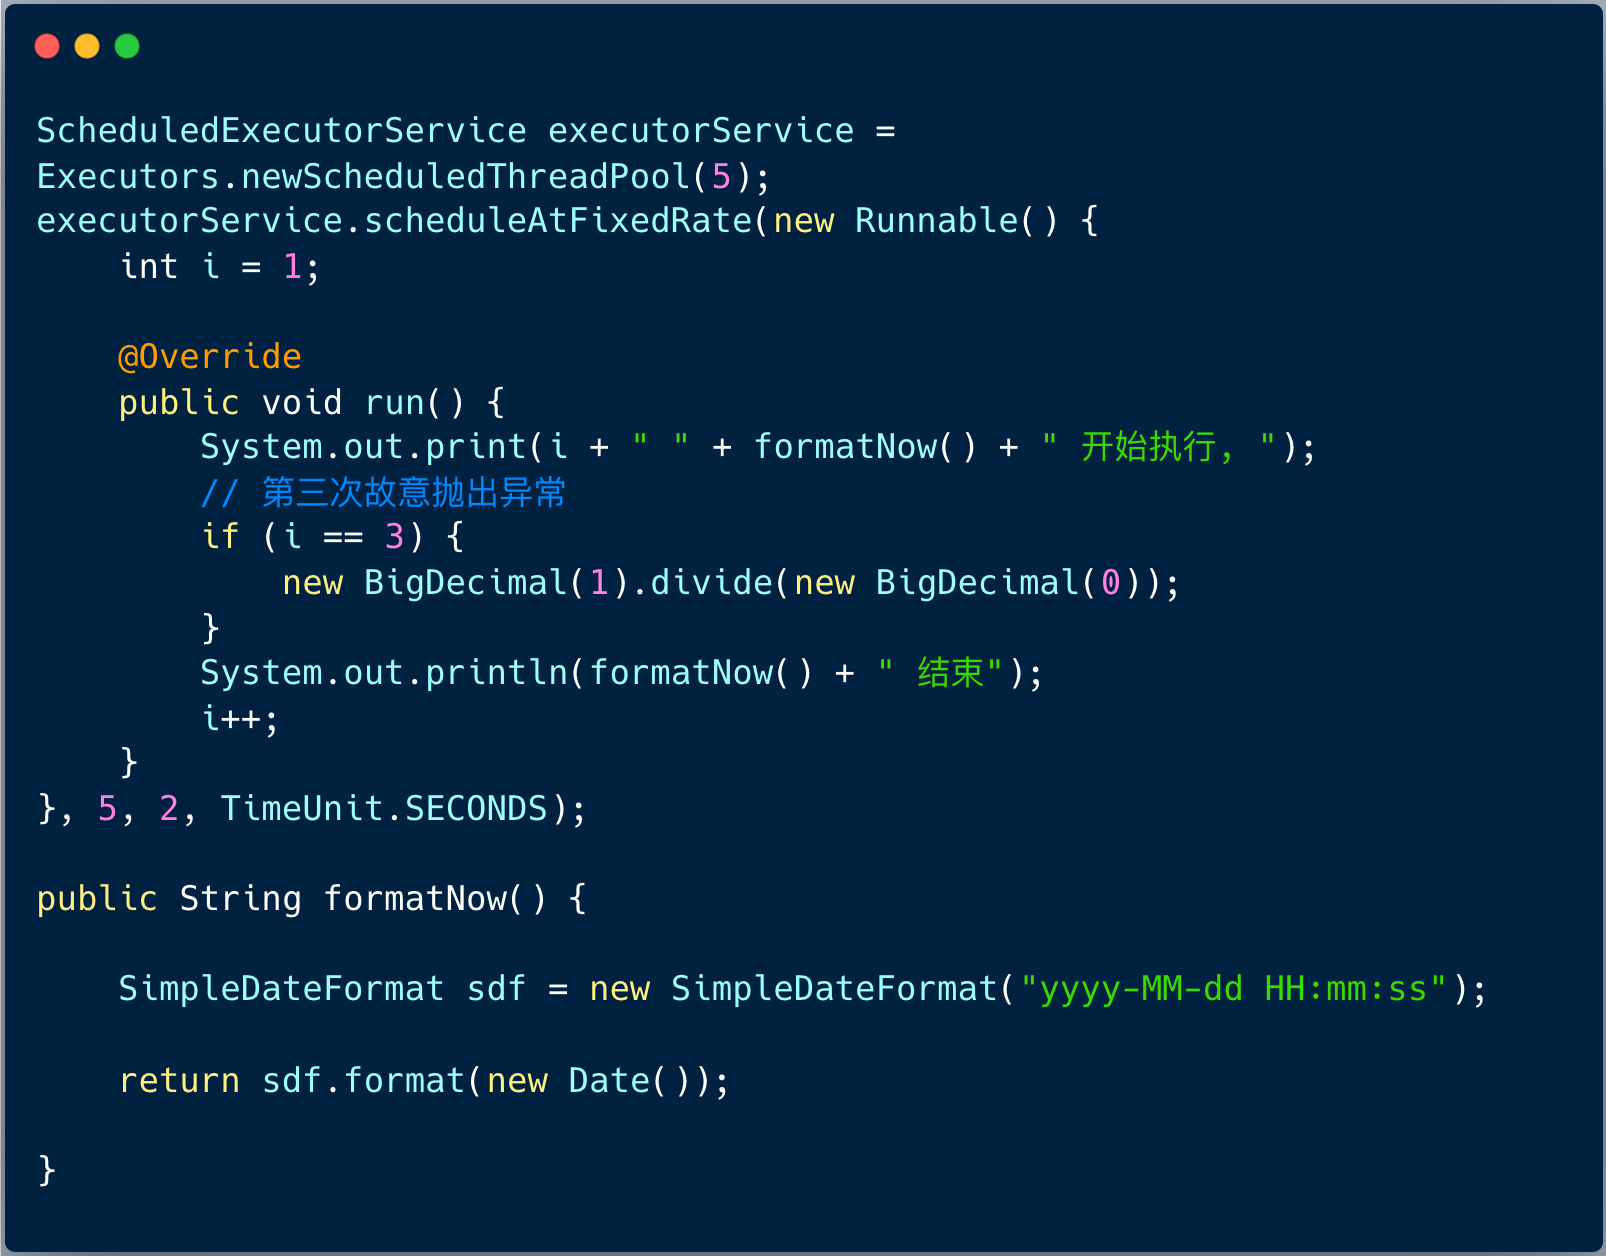 ScheduledExecutorService executorService =
Executors.newScheduledThreadPool(5);
executorService.scheduleAtFixedRate(new Runnable() {
    int i = 1;
    @Override
    public void run() {
        System.out.print(i + " " + formatNow() + " 开始执行, ");
        // 第三次故意抛出异常
        if (i == 3) {
            new BigDecimal(1).divide(new BigDecimal(0));
        }
        System.out.println(formatNow() + " 结束");
        i++;
    }
}, 5, 2, TimeUnit.SECONDS);
public String formatNow() {
    SimpleDateFormat sdf = new SimpleDateFormat("yyyy-MM-dd HH:mm:ss");
    return sdf.format(new Date());
}